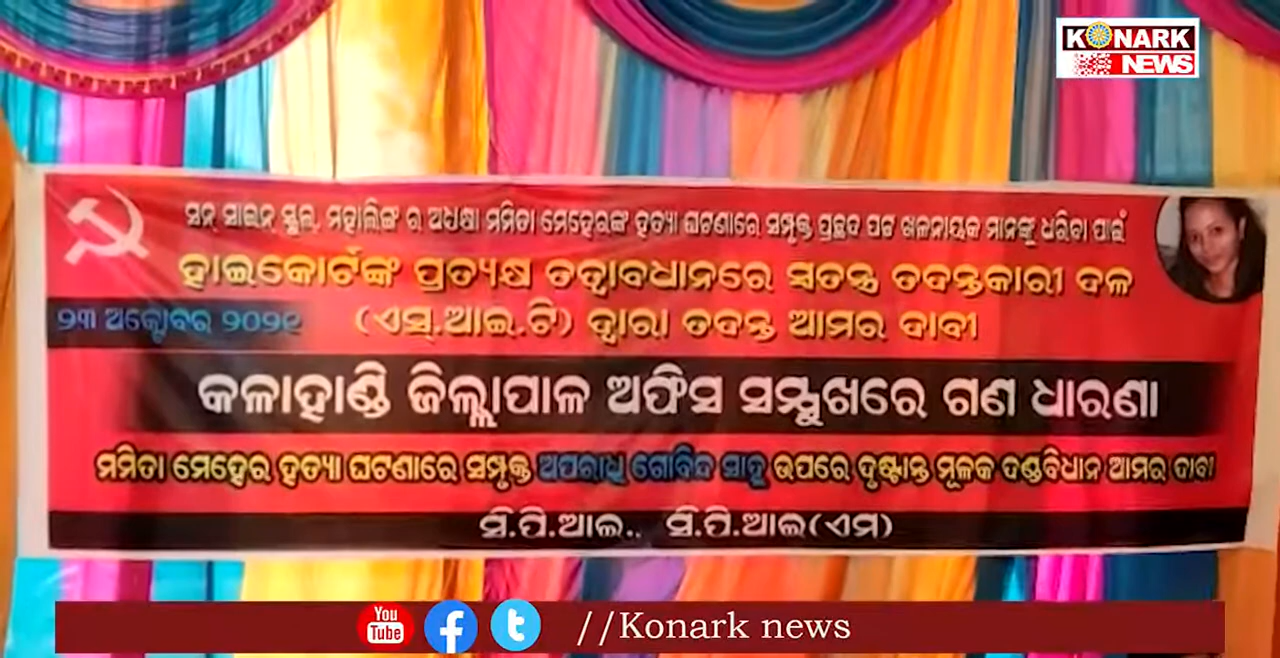 KONARK
NEWS
ସନ୍ ସାଇନ୍ ସ୍କୁଲ, ମହାଲିଙ୍ଗ ର ଅଧ୍ୟକ୍ଷା ମମିତା ମେହେରଙ୍କ ହତ୍ୟା ଘଟଣାରେ ସମ୍ପୃକ୍ତ ପ୍ରଚ୍ଛଦ ପଟ୍ଟ ଖଳନାୟକ ମାନଙ୍କୁ ଧରିବା ପାଇଁ
ହାଇକୋର୍ଟଙ୍କ ପ୍ରତ୍ୟକ୍ଷ ତତ୍ୱାବଧାନରେ ସ୍ୱତନ୍ତ୍ର ତଦନ୍ତକାରୀ ଦଳ
(ଏସ୍.ଆଇ.ଟି) ଦ୍ୱାରା ତଦନ୍ତ ଆମର ଦାବୀ
୨୩ ଅକ୍ଟୋବର ୨୦୨୧
କଳାହାଣ୍ଡି ଜିଲ୍ଲାପାଳ ଅଫିସ ସମ୍ମୁଖରେ ଗଣ ଧାରଣା
ମମିତା ମେହେର ହତ୍ୟା ଘଟଣାରେ ସମ୍ପୃକ୍ତ ଅପରାଧି ଗୋବିନ୍ଦ ସାହୁ ଉପରେ ଦୃଷ୍ଟାନ୍ତ ମୂଳକ ଦଣ୍ଡବିଧାନ ଆମର ଦାବୀ
ସି.ପି.ଆଇ., ସି.ପି.ଆଇ(ଏମ)
You Tube //Konark news